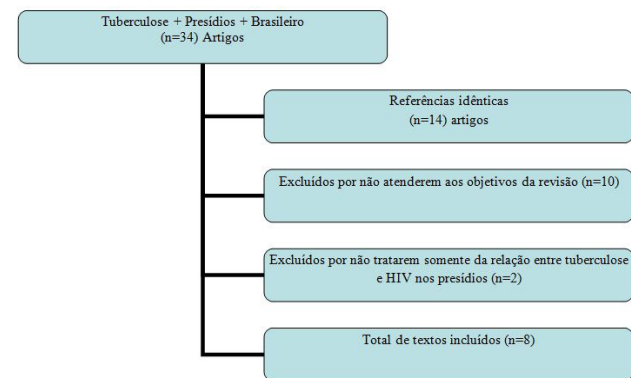 Tuberculose + Presídios + Brasileiro
(n=34) Artigos
Referências idênticas
(n=14) artigos
Excluídos por não atenderem aos objetivos da revisão (n=10)
Excluídos por não tratarem somente da relação entre tuberculose
e HIV nos presídios (n=2)
Total de textos incluídos (n=8)